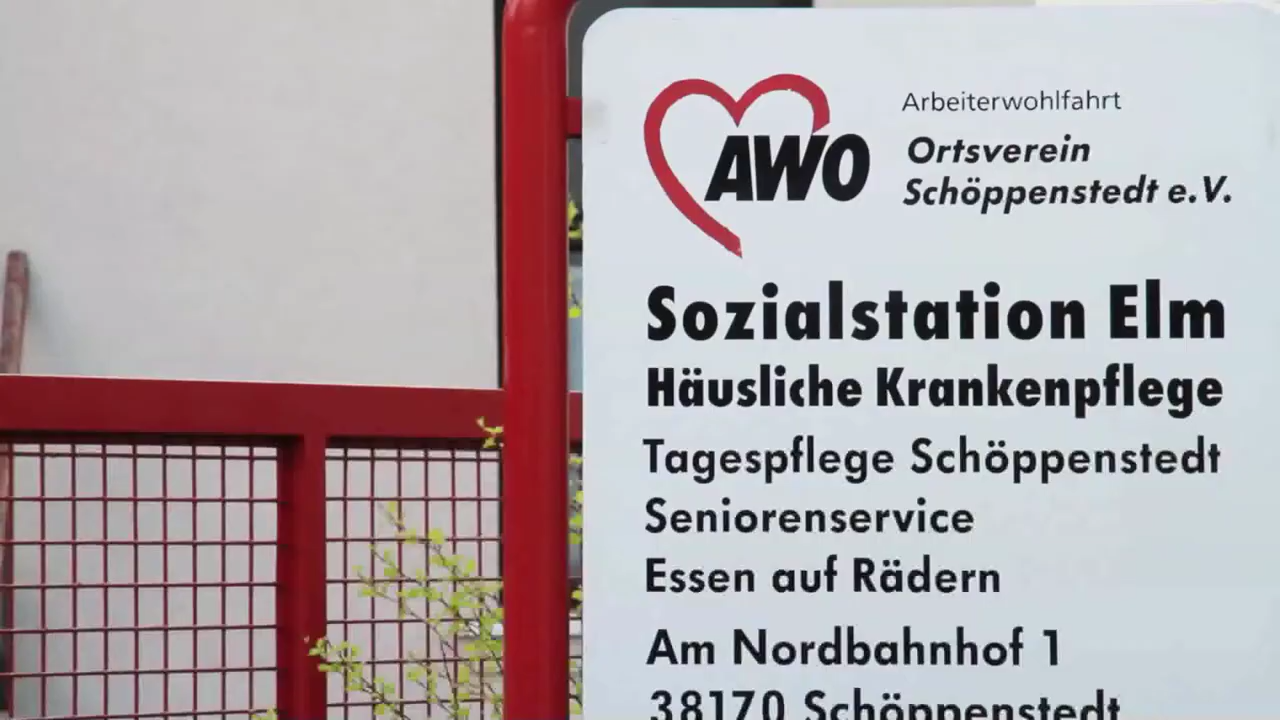 AWO
Arbeiterwohlfahrt
Ortsverein
Schöppenstedt e.V.
Sozialstation Elm
Häusliche Krankenpflege
Tagespflege Schöppenstedt
Seniorenservice
Essen auf Rädern
Am Nordbahnhof 1
38170 Schöppenstedt